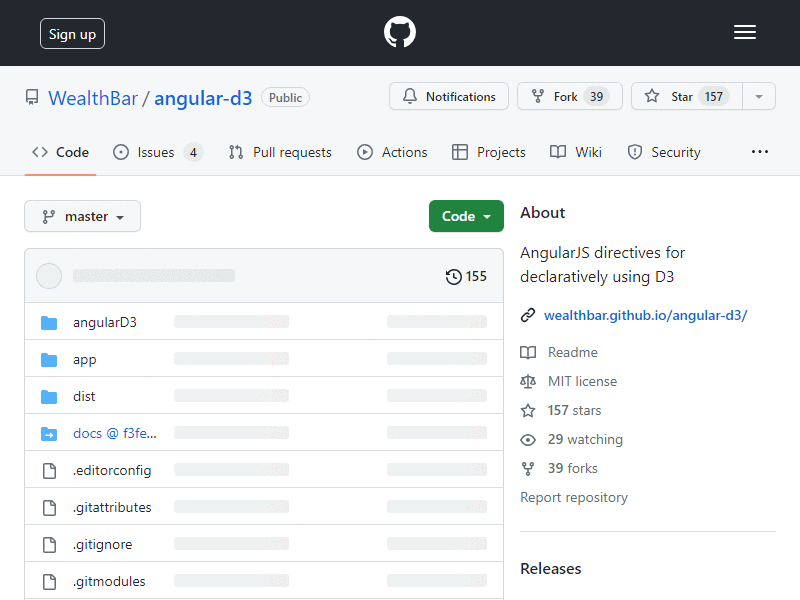 Sign up
WealthBar / angular-d3 Public
Notifications
Fork 39
Star 157
Code
Issues 4
Pull requests
Actions
Projects
Wiki
Security
master
Code
155
angularD3
app
dist
docs @ f3fe...
.editorconfig
.gitattributes
.gitignore
.gitmodules
About
AngularJS directives for
declaratively using D3
wealthbar.github.io/angular-d3/
Readme
MIT license
157 stars
29 watching
39 forks
Report repository
Releases